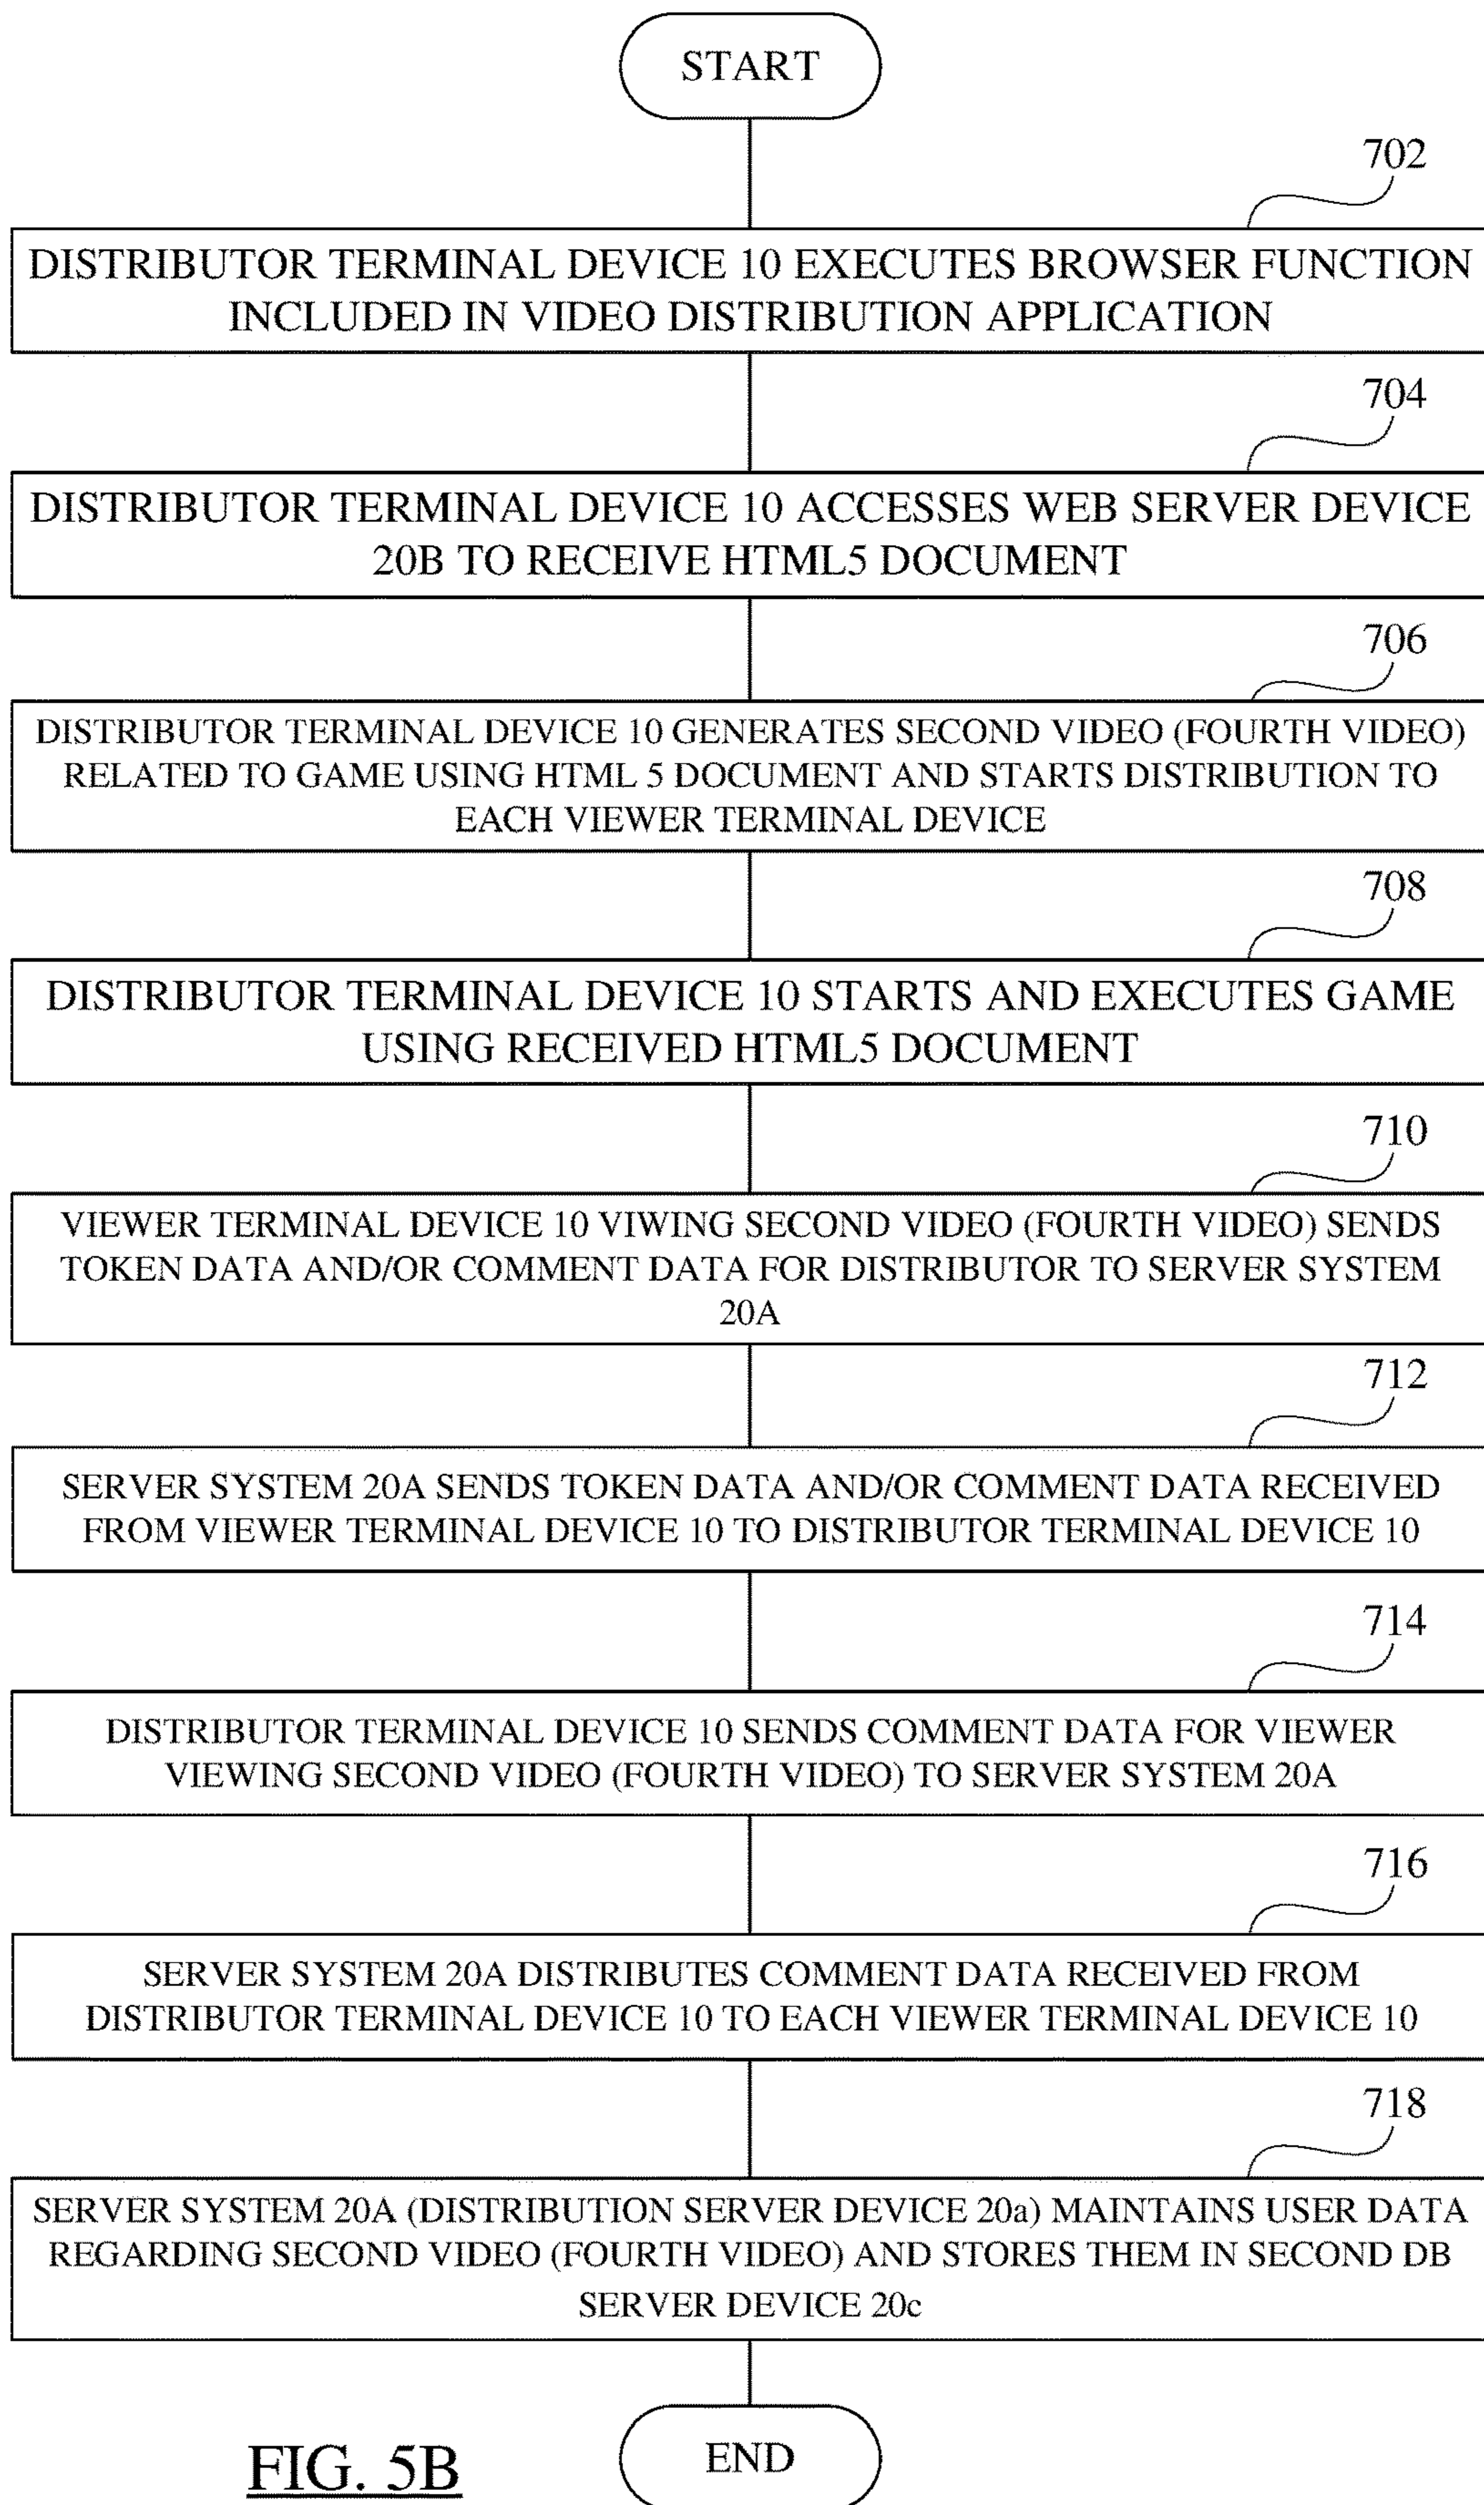 START
702
DISTRIBUTOR TERMINAL DEVICE 10 EXECUTES BROWSER FUNCTION
INCLUDED IN VIDEO DISTRIBUTION APPLICATION
704
DISTRIBUTOR TERMINAL DEVICE 10 ACCESSES WEB SERVER DEVICE
20B TO RECEIVE HTML5 DOCUMENT
706
DISTRIBUTOR TERMINAL DEVICE 10 GENERATES SECOND VIDEO (FOURTH VIDEO)
RELATED TO GAME USING HTML 5 DOCUMENT AND STARTS DISTRIBUTION TO
EACH VIEWER TERMINAL DEVICE
708
DISTRIBUTOR TERMINAL DEVICE 10 STARTS AND EXECUTES GAME
USING RECEIVED HTML5 DOCUMENT
710
VIEWER TERMINAL DEVICE 10 VIWING SECOND VIDEO (FOURTH VIDEO) SENDS
TOKEN DATA AND/OR COMMENT DATA FOR DISTRIBUTOR TO SERVER SYSTEM
20A
712
SERVER SYSTEM 20A SENDS TOKEN DATA AND/OR COMMENT DATA RECEIVED
FROM VIEWER TERMINAL DEVICE 10 TO DISTRIBUTOR TERMINAL DEVICE 10
714
DISTRIBUTOR TERMINAL DEVICE 10 SENDS COMMENT DATA FOR VIEWER
VIEWING SECOND VIDEO (FOURTH VIDEO) TO SERVER SYSTEM 20A
716
SERVER SYSTEM 20A DISTRIBUTES COMMENT DATA RECEIVED FROM
DISTRIBUTOR TERMINAL DEVICE 10 TO EACH VIEWER TERMINAL DEVICE 10
718
SERVER SYSTEM 20A (DISTRIBUTION SERVER DEVICE 20a) MAINTAINS USER DATA
REGARDING SECOND VIDEO (FOURTH VIDEO) AND STORES THEM IN SECOND DB
SERVER DEVICE 20c
END
FIG. 5B